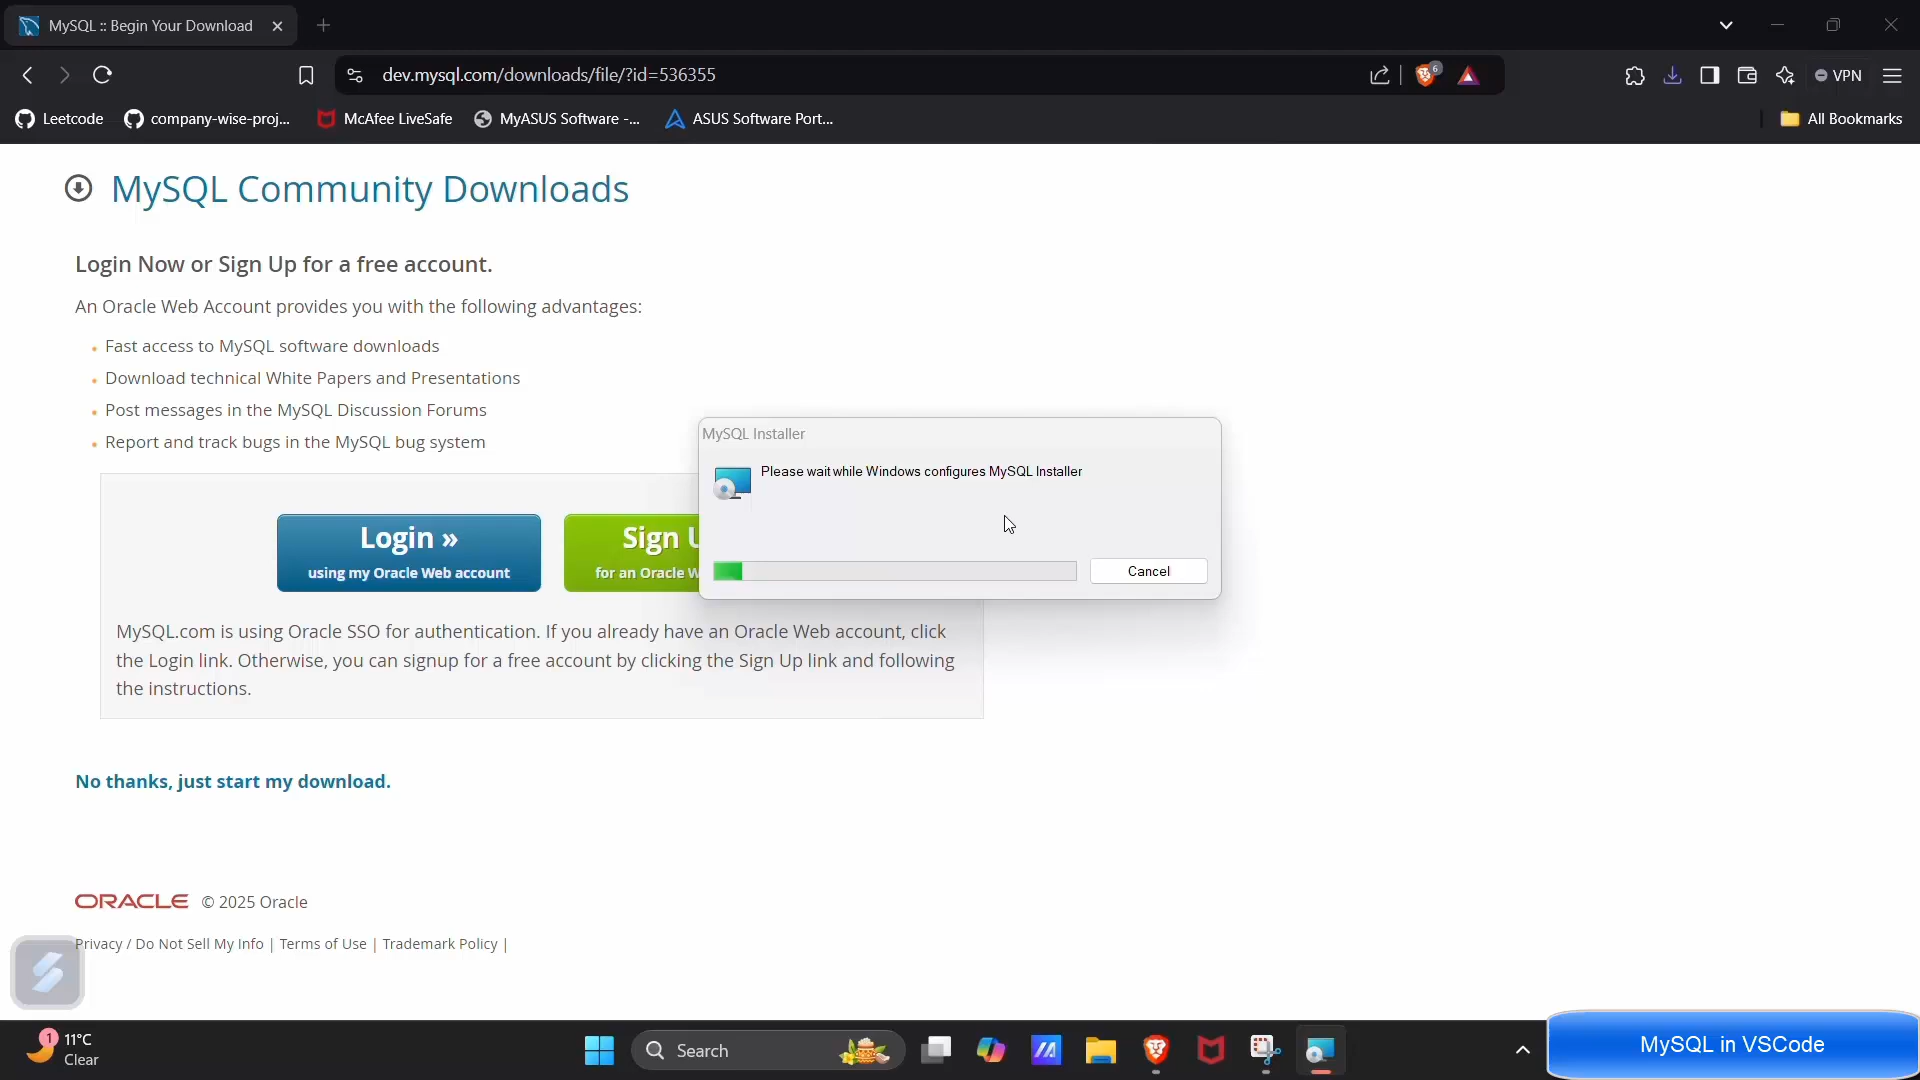 MySQL :: Begin Your Download
dev.mysql.com/downloads/file/?id=536355
6
VPN
Leetcode
company-wise-proj...
McAfee LiveSafe
MyASUS Software -...
ASUS Software Port...
All Bookmarks
MySQL Community Downloads
Login Now or Sign Up for a free account.
An Oracle Web Account provides you with the following advantages:
Fast access to MySQL software downloads
Download technical White Papers and Presentations
Post messages in the MySQL Discussion Forums
Report and track bugs in the MySQL bug system
MySQL Installer
Please wait while Windows configures MySQL Installer
Cancel
Login »
using my Oracle Web account
Sign U
for an Oracle W
MySQL.com is using Oracle SSO for authentication. If you already have an Oracle Web account, click
the Login link. Otherwise, you can signup for a free account by clicking the Sign Up link and following
the instructions.
No thanks, just start my download.
ORACLE © 2025 Oracle
Privacy / Do Not Sell My Info | Terms of Use | Trademark Policy |
1
11°C
Clear
Search
MySQL in VSCode